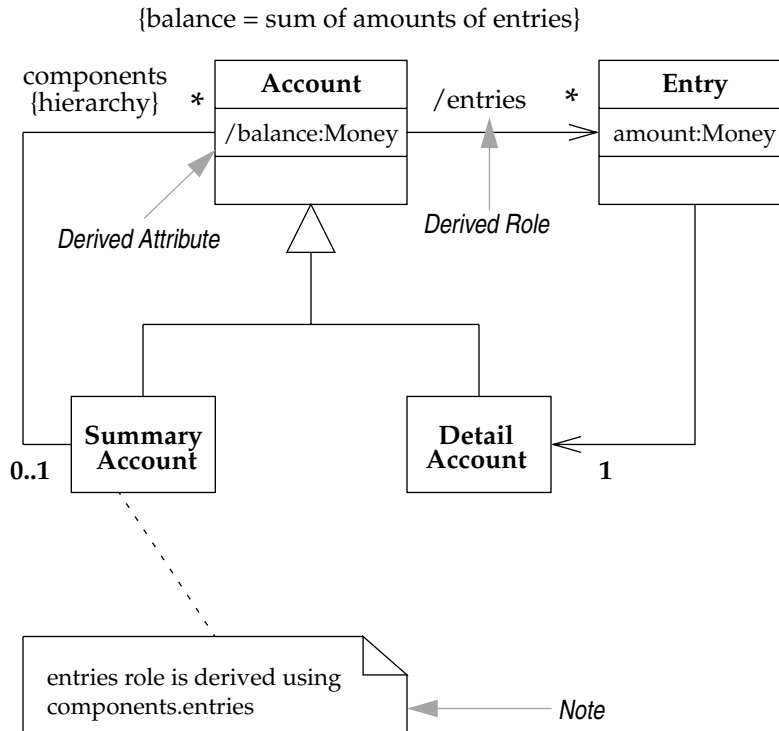 {balance = sum of amounts of entries}
components
{hierarchy}
*
Account
/balance:Money
/entries
*
Entry
amount:Money
Derived Attribute
Derived Role
Summary
Account
0..1
Detail
Account
1
entries role is derived using
components.entries
Note